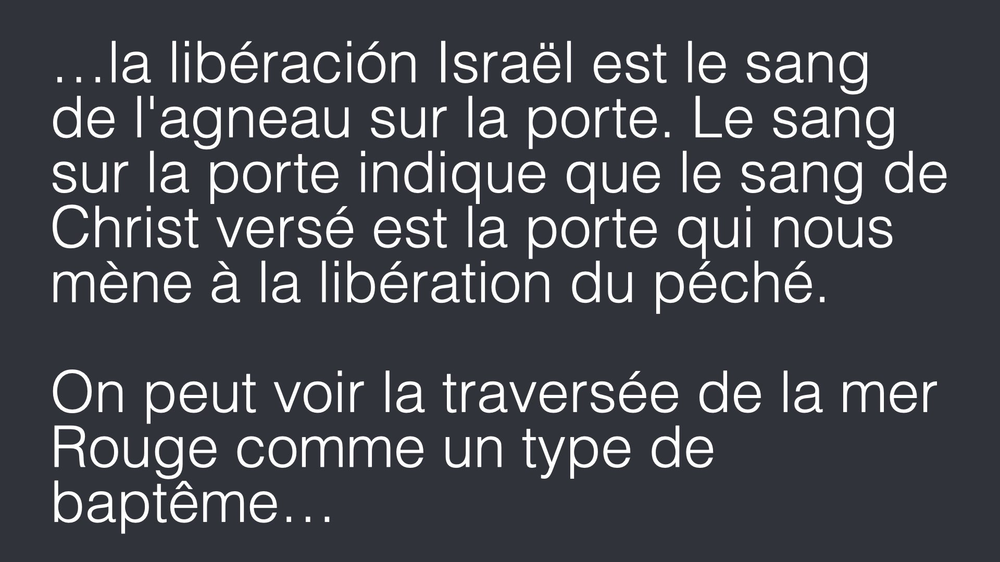 …la libéración Israël est le sang
de l'agneau sur la porte. Le sang
sur la porte indique que le sang de
Christ versé est la porte qui nous
mène à la libération du péché.
On peut voir la traversée de la mer
Rouge comme un type de
baptême…